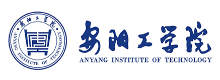 安阳工学院
ANYANG INSTITUTE OF TECHNOLOGY